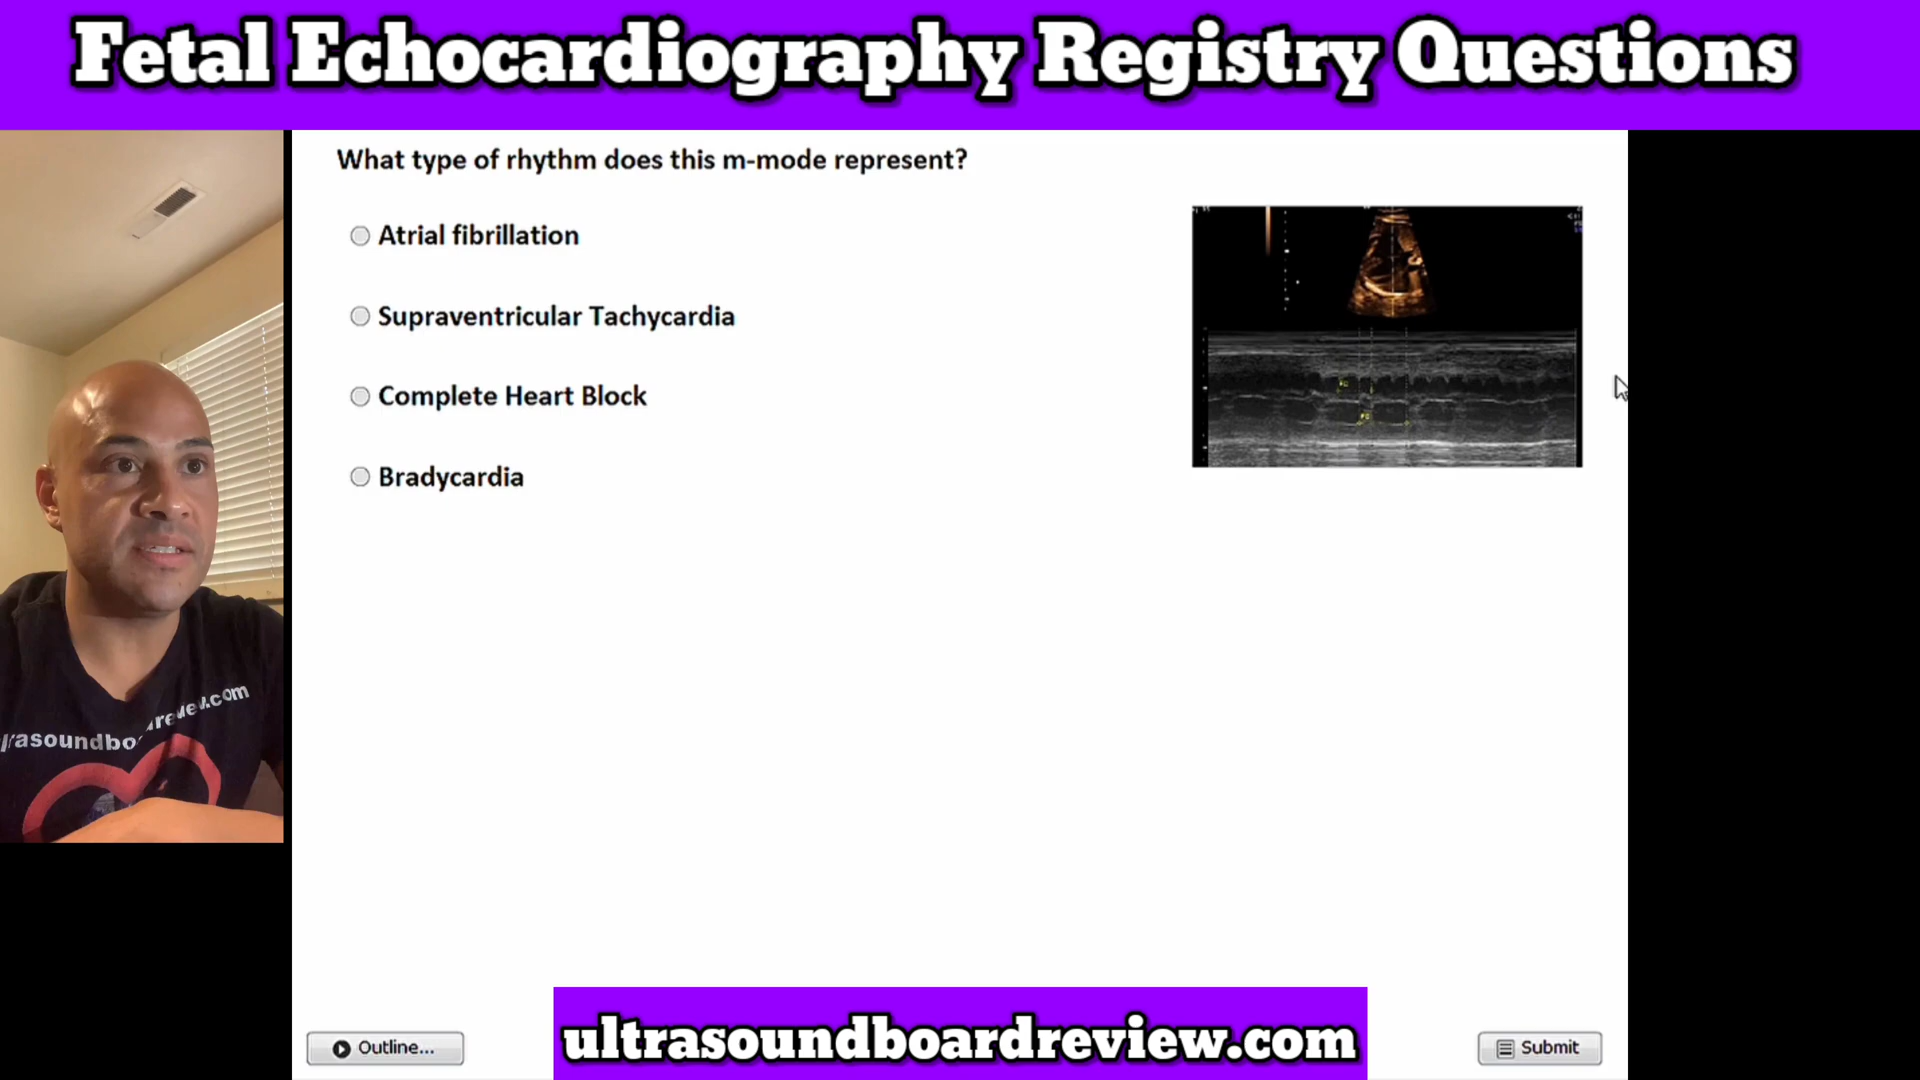 Fetal Echocardiography Registry Questions
What type of rhythm does this m-mode represent?
Atrial fibrillation
Supraventricular Tachycardia
Complete Heart Block
Bradycardia
ultrasoundboardreview.com
Outline...
Submit